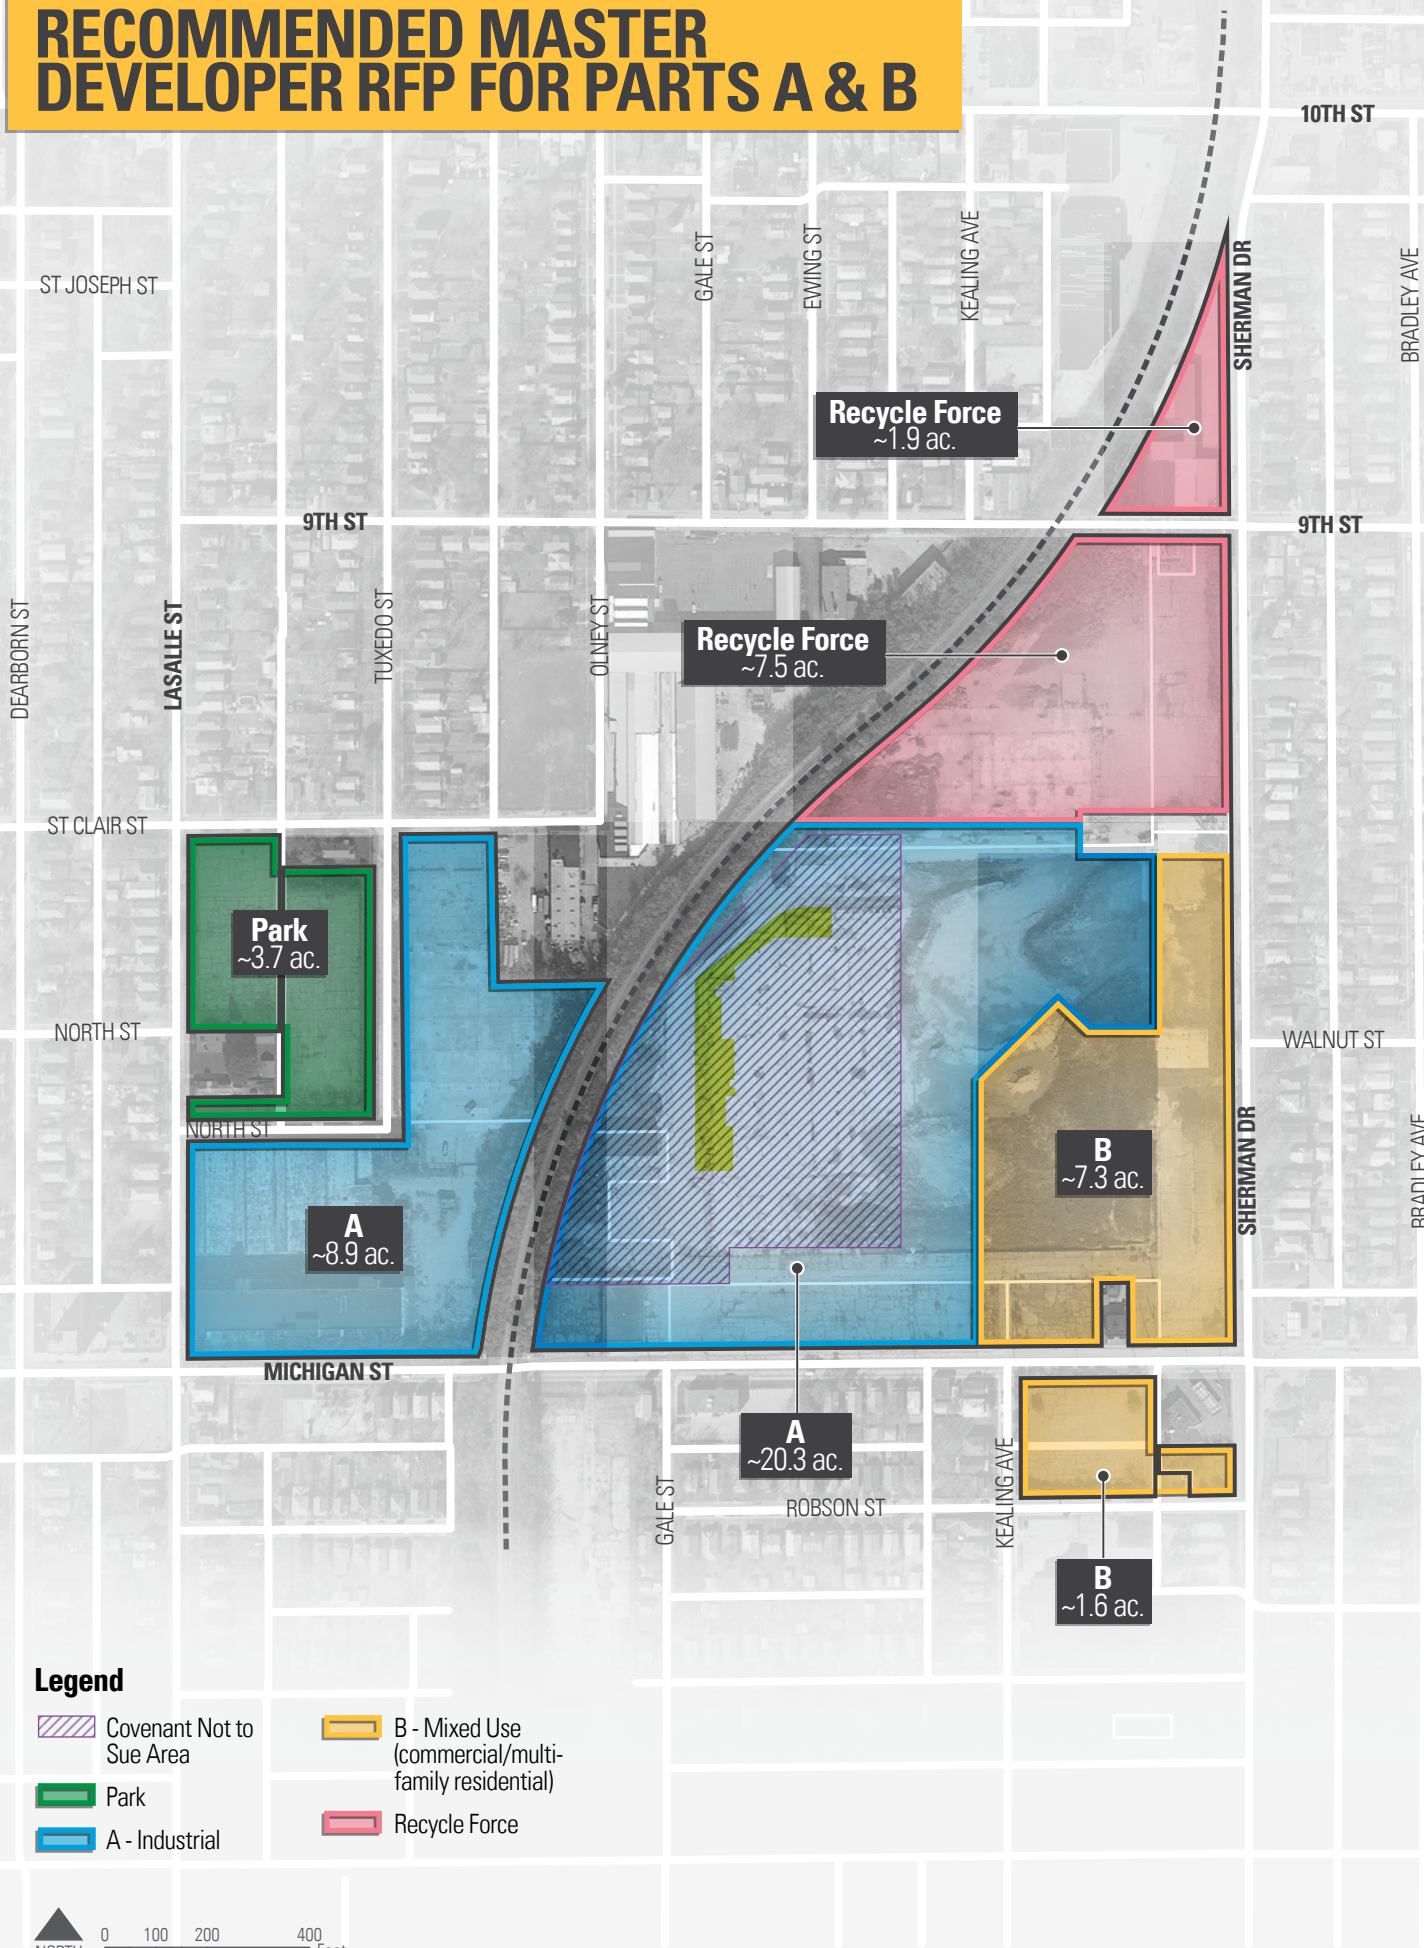 RECOMMENDED MASTER
DEVELOPER RFP FOR PARTS A & B
10TH ST
ST JOSEPH ST
GALE ST
EWING ST
KEALING AVE
SHERMAN DR
BRADLEY AVE
Recycle Force
~1.9 ac.
9TH ST
9TH ST
DEARBORN ST
LASALLE ST
TUXEDO ST
OLNEY ST
Recycle Force
~7.5 ac.
ST CLAIR ST
Park
~3.7 ac.
NORTH ST
WALNUT ST
NORTH ST
B
~7.3 ac.
SHERMAN DR
BRADLEY AVE
A
~8.9 ac.
MICHIGAN ST
A
~20.3 ac.
GALE ST
ROBSON ST
KEALING AVE
B
~1.6 ac.
Legend
Covenant Not to
Sue Area
Park
A - Industrial
B - Mixed Use
(commercial/multi-
family residential)
Recycle Force
0 100 200 400
NORTH
Feet